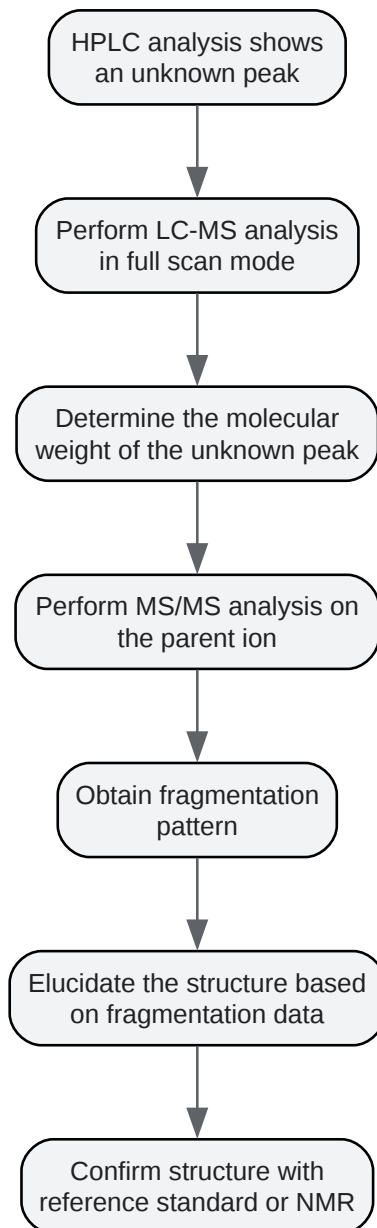 HPLC analysis shows
an unknown peak
Perform LC-MS analysis
in full scan mode
Determine the molecular
weight of the unknown peak
Perform MS/MS analysis on
the parent ion
Obtain fragmentation
pattern
Elucidate the structure based
on fragmentation data
Confirm structure with
reference standard or NMR